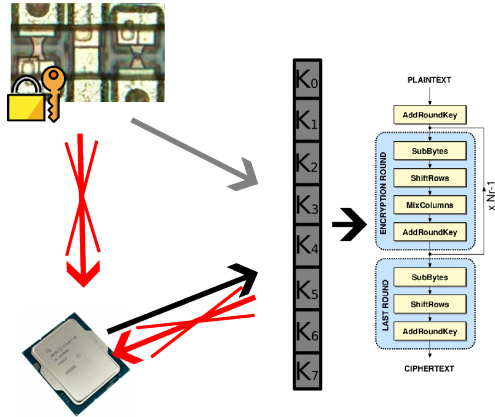 K0
K1
K2
K3
K4
K5
K6
K7
PLAINTEXT
AddRoundKey
ENCRYPTION ROUND
SubBytes
ShiftRows
MixColumns
AddRoundKey
x Nr-1
LAST ROUND
SubBytes
ShiftRows
AddRoundKey
CIPHERTEXT